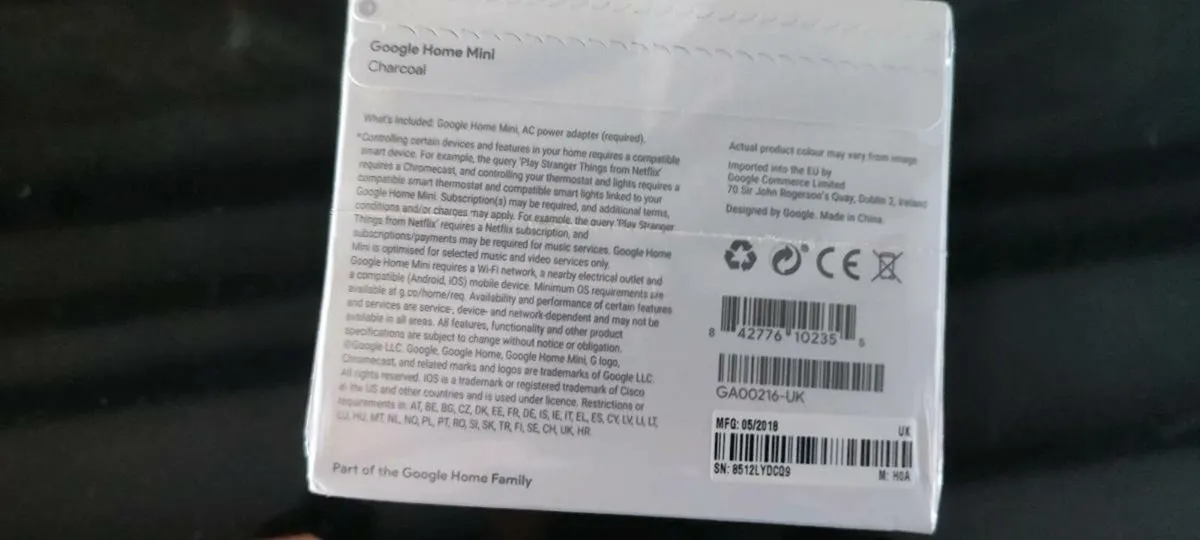 Google Home Mini
Charcoal
What's included: Google Home Mini, AC power adapter (required).
*Controlling certain devices and features in your home requires a compatible
smart device. For example, the query 'Play Stranger Things from Netflix'
requires a Chromecast, and controlling your thermostat and lights requires a
compatible smart thermostat and compatible smart lights linked to your
Google Home Mini. Subscription(s) may be required, and additional terms,
conditions and/or charges may apply. For example, the query 'Play Stranger
Things from Netflix' requires a Netflix subscription, and
subscriptions/payments may be required for music services. Google Home
Mini is optimised for selected music and video services only.
Google Home Mini requires a Wi-Fi network, a nearby electrical outlet and
a compatible (Android, iOS) mobile device. Minimum OS requirements are
available at g.co/home/req. Availability and performance of certain features
and services are service-, device- and network-dependent and may not be
available in all areas. All features, functionality and other product
specifications are subject to change without notice or obligation.
©Google LLC. Google, Google Home, Google Home Mini, G logo,
Chromecast, and related marks and logos are trademarks of Google LLC.
All rights reserved. IOS is a trademark or registered trademark of Cisco
in the US and other countries and is used under licence. Restrictions or
requirements in: AT, BE, BG, CZ, DK, EE, FR, DE, IS, IE, IT, EL, ES, CY, LV, LI, LT,
LU, HU, MT, NL, NO, PL, PT, RO, SI, SK, TR, FI, SE, CH, UK, HR.
Part of the Google Home Family
Actual product colour may vary from image
Imported into the EU by
Google Commerce Limited
70 Sir John Rogerson's Quay, Dublin 2, Ireland
Designed by Google. Made in China.
CE
8 42776 10235 5
GA00216-UK
MFG: 05/2018 UK
SN: 8512LYDCQ9 M: H0A